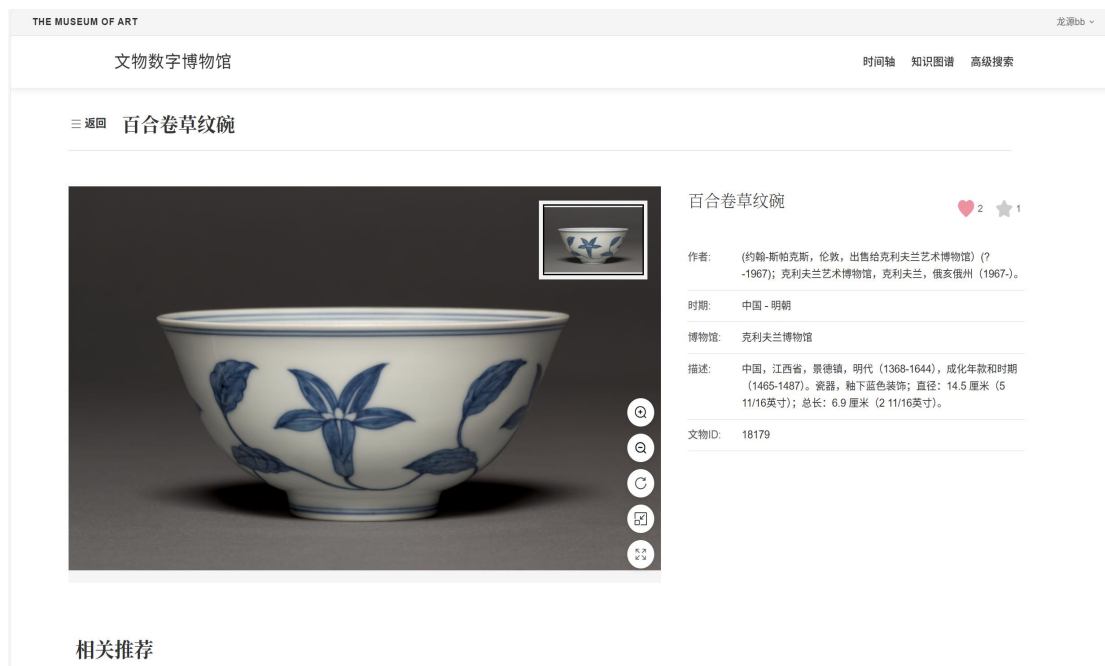 THE MUSEUM OF ART
龙源bb
文物数字博物馆
时间轴 知识图谱 高级搜索
返回 百合卷草纹碗
百合卷草纹碗
2 1
作者: (约翰-斯帕克斯，伦敦，出售给克利夫兰艺术博物馆）(?
-1967)；克利夫兰艺术博物馆，克利夫兰，俄亥俄州（1967-）。
时期: 中国 - 明朝
博物馆: 克利夫兰博物馆
描述: 中国，江西省，景德镇，明代（1368-1644），成化年款和时期
（1465-1487）。瓷器，釉下蓝色装饰；直径：14.5 厘米（5
11/16英寸）；总长：6.9 厘米（2 11/16英寸）。
文物ID: 18179
相关推荐